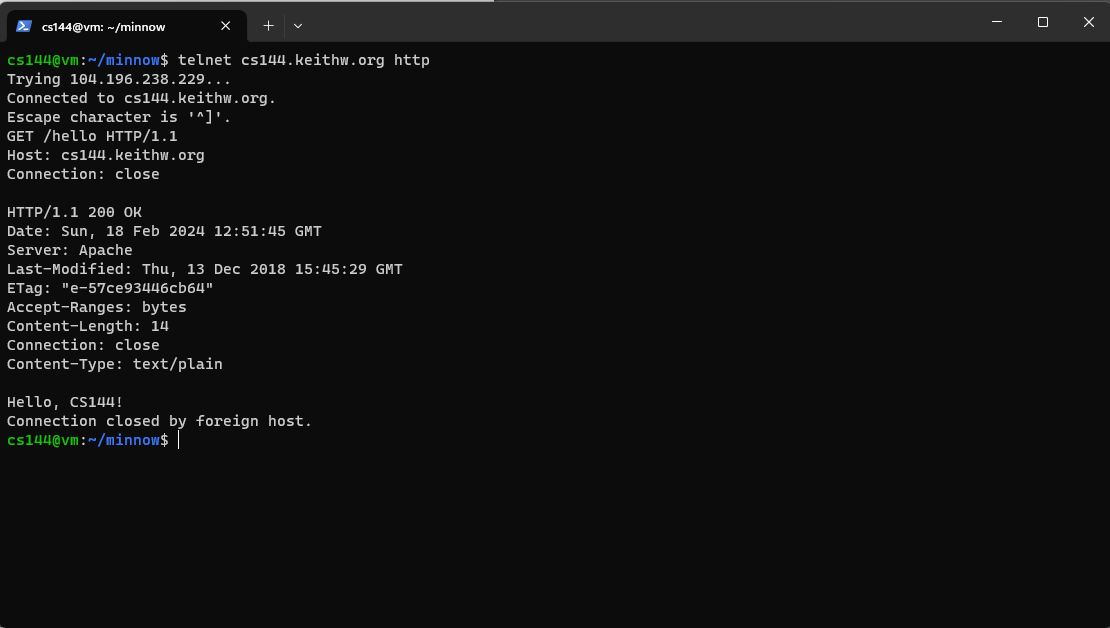 cs144@vm: ~/minnow
cs144@vm:~/minnow$ telnet cs144.keithw.org http
Trying 104.196.238.229...
Connected to cs144.keithw.org.
Escape character is '^]'.
GET /hello HTTP/1.1
Host: cs144.keithw.org
Connection: close

HTTP/1.1 200 OK
Date: Sun, 18 Feb 2024 12:51:45 GMT
Server: Apache
Last-Modified: Thu, 13 Dec 2018 15:45:29 GMT
ETag: "e-57ce93446cb64"
Accept-Ranges: bytes
Content-Length: 14
Connection: close
Content-Type: text/plain

Hello, CS144!
Connection closed by foreign host.
cs144@vm:~/minnow$